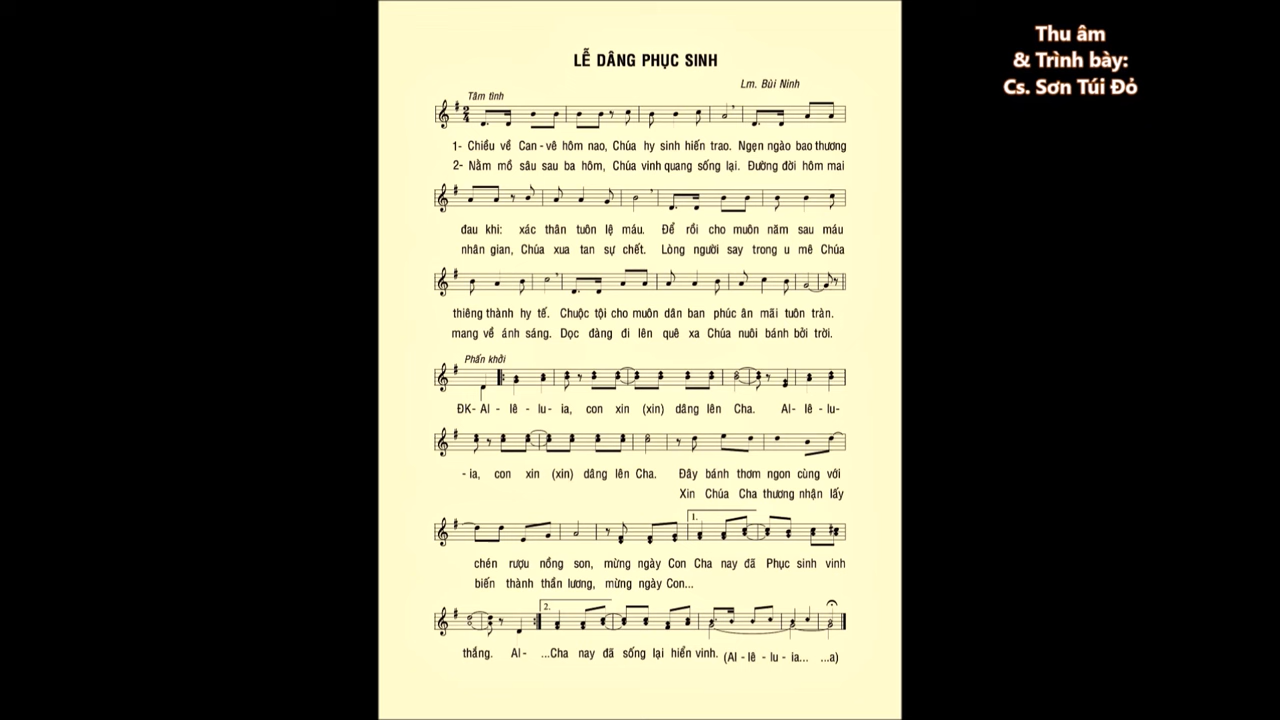 Thu âm
& Trình bày:
Cs. Sơn Túi Đỏ
LỄ DÂNG PHỤC SINH
Lm. Bùi Ninh
Tâm tình
2
4
1- Chiều về Can - vê hôm nao, Chúa hy sinh hiến trao. Ngẹn ngào bao thương
2- Nằm mồ sâu sau ba hôm, Chúa vinh quang sống lại. Đường đời hôm mai
đau khi: xác thân tuôn lệ máu. Để rồi cho muôn năm sau máu
nhân gian, Chúa xua tan sự chết. Lòng người say trong u mê Chúa
thiêng thành hy tế. Chuộc tội cho muôn dân ban phúc ân mãi tuôn tràn.
mang về ánh sáng. Dọc đàng đi lên quê xa Chúa nuôi bánh bởi trời.
Phấn khởi
ĐK- Al - lê - lu - ia, con xin (xin) dâng lên Cha. Al- lê - lu-
- ia, con xin (xin) dâng lên Cha. Đây bánh thơm ngon cùng với
Xin Chúa Cha thương nhận lấy
1.
chén rượu nồng son, mừng ngày Con Cha nay đã Phục sinh vinh
biến thành thần lương, mừng ngày Con...
2.
thắng. Al- ...Cha nay đã sống lại hiển vinh. (Al - lê - lu - ia... ...a)